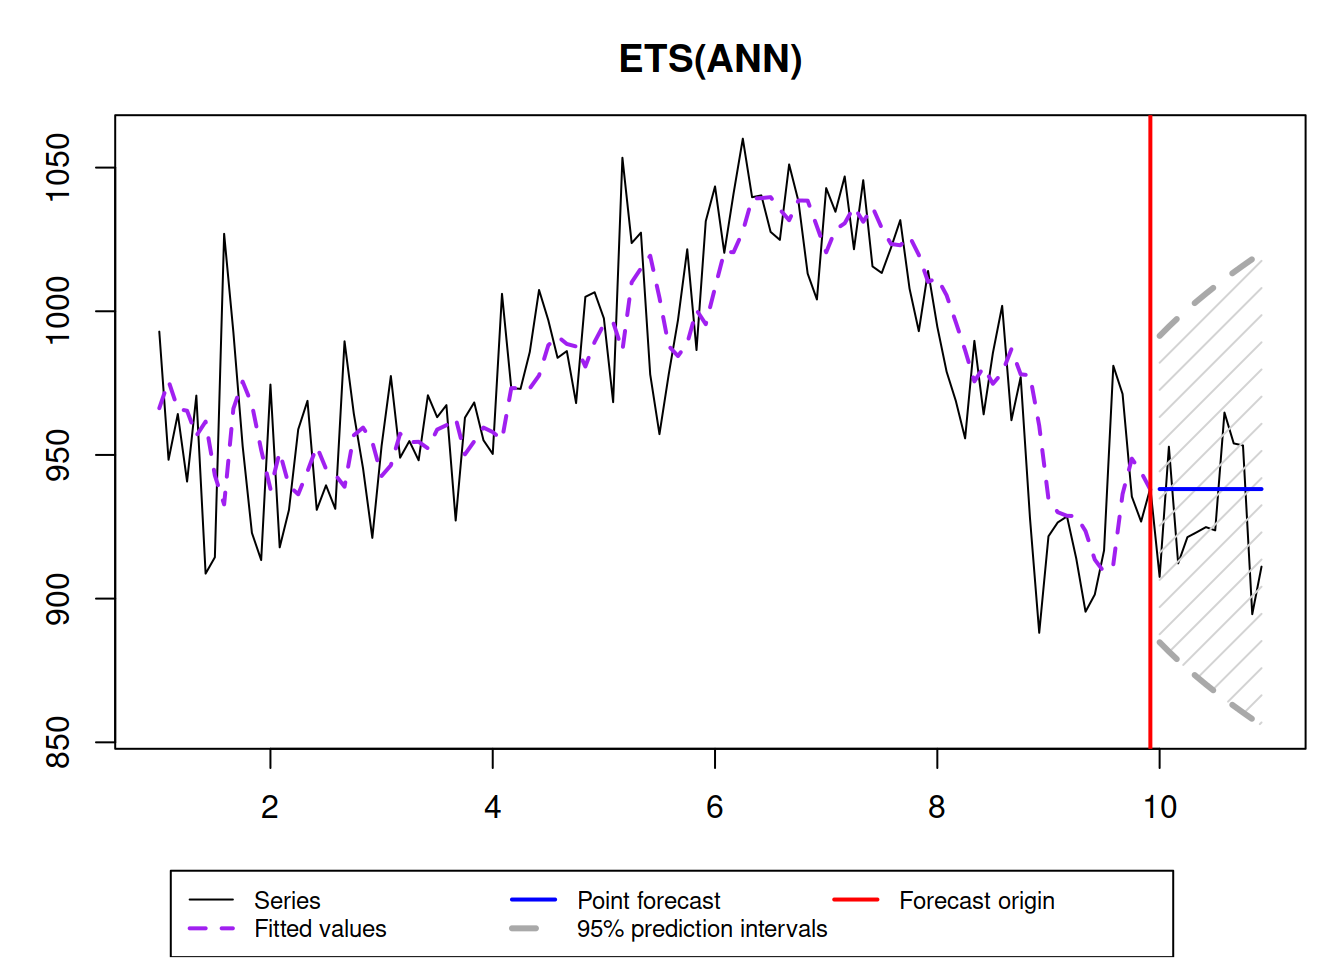 ETS(ANN)
1050
1000
950
900
850
2 4 6 8 10
Series Point forecast Forecast origin
Fitted values 95% prediction intervals